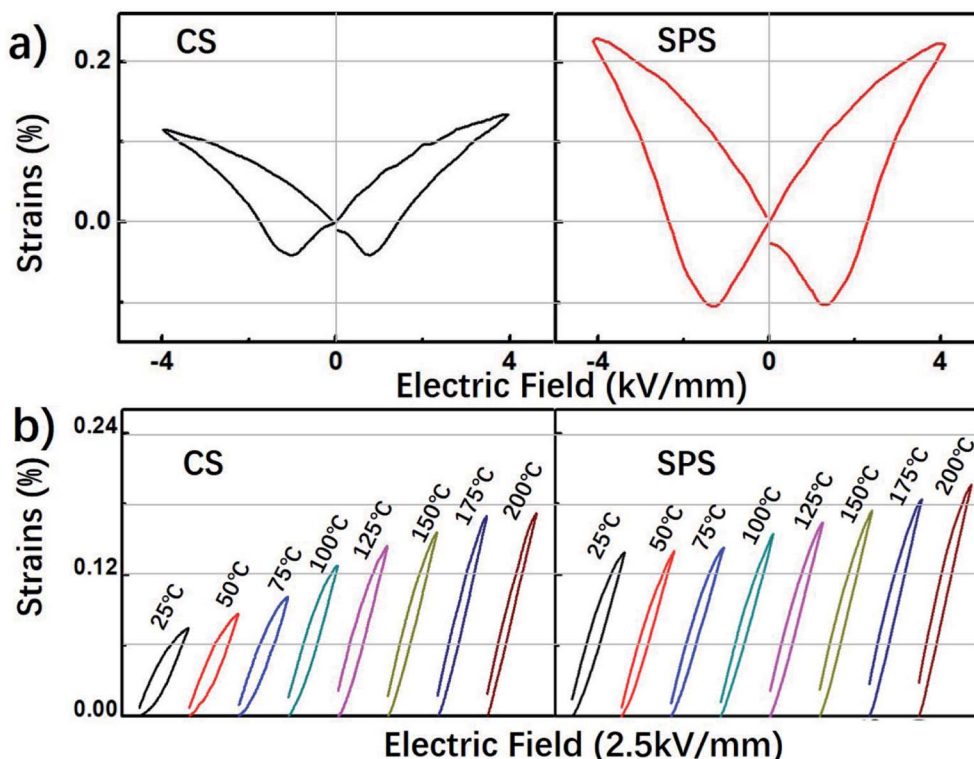 a)
CS
SPS
0.2
0.0
Strains (%)
-4
0
4
-4
0
4
Electric Field (kV/mm)
b)
CS
SPS
0.24
0.12
0.00
Strains (%)
25°C
50°C
75°C
100°C
125°C
150°C
175°C
200°C
25°C
50°C
75°C
100°C
125°C
150°C
175°C
200°C
Electric Field (2.5kV/mm)